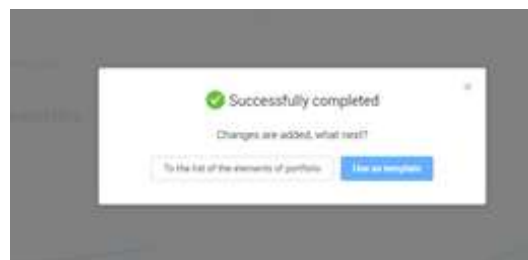 Successfully completed
Changes are added, what next?
To the list of the elements of portfolio
Use as template